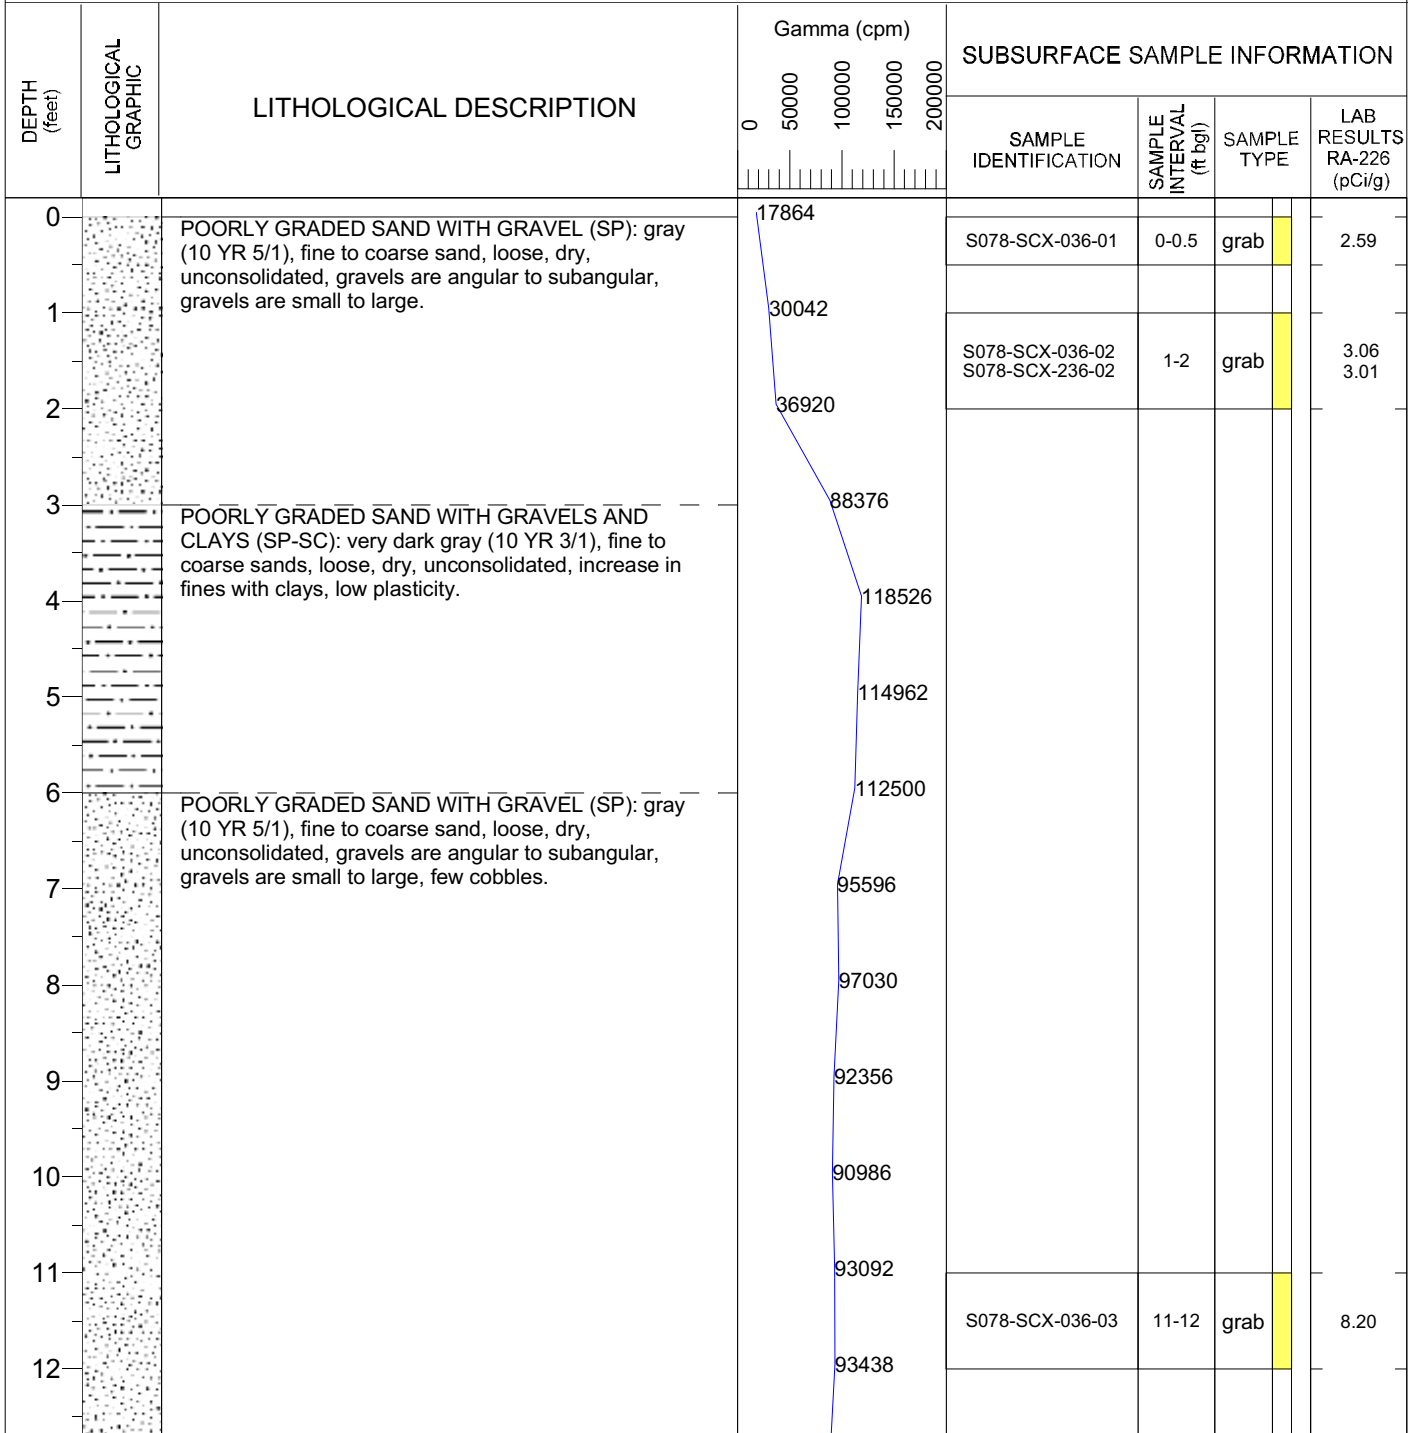 DEPTH
(feet)
LITHOLOGICAL
GRAPHIC
LITHOLOGICAL DESCRIPTION
Gamma (cpm)
0
50000
100000
150000
200000
SUBSURFACE SAMPLE INFORMATION
SAMPLE
IDENTIFICATION
SAMPLE
INTERVAL
(ft bgl)
SAMPLE
TYPE
LAB
RESULTS
RA-226
(pCi/g)
0
POORLY GRADED SAND WITH GRAVEL (SP): gray
(10 YR 5/1), fine to coarse sand, loose, dry,
unconsolidated, gravels are angular to subangular,
gravels are small to large.
17864
S078-SCX-036-01
0-0.5
grab
2.59
1
30042
S078-SCX-036-02
S078-SCX-236-02
1-2
grab
3.06
3.01
2
36920
3
88376
POORLY GRADED SAND WITH GRAVELS AND
CLAYS (SP-SC): very dark gray (10 YR 3/1), fine to
coarse sands, loose, dry, unconsolidated, increase in
fines with clays, low plasticity.
4
118526
5
114962
6
112500
POORLY GRADED SAND WITH GRAVEL (SP): gray
(10 YR 5/1), fine to coarse sand, loose, dry,
unconsolidated, gravels are angular to subangular,
gravels are small to large, few cobbles.
7
95596
8
97030
9
92356
10
90986
11
93092
S078-SCX-036-03
11-12
grab
8.20
12
93438